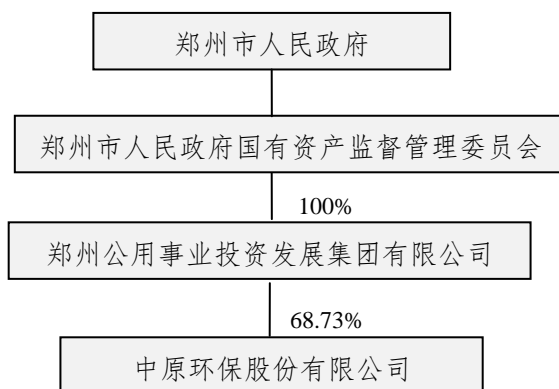 郑州市人民政府
郑州市人民政府国有资产监督管理委员会
100%
郑州公用事业投资发展集团有限公司
68.73%
中原环保股份有限公司